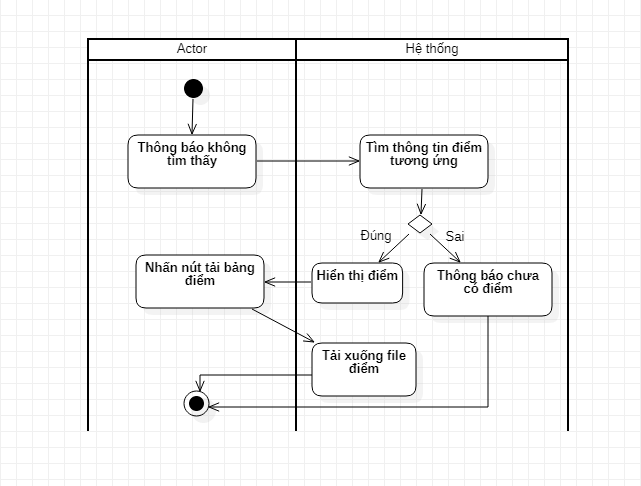 Actor
Hệ thống
Thông báo không
tìm thấy
Tìm thông tin điểm
tương ứng
Đúng
Sai
Nhấn nút tải bảng
điểm
Hiển thị điểm
Thông báo chưa
có điểm
Tải xuống file
điểm